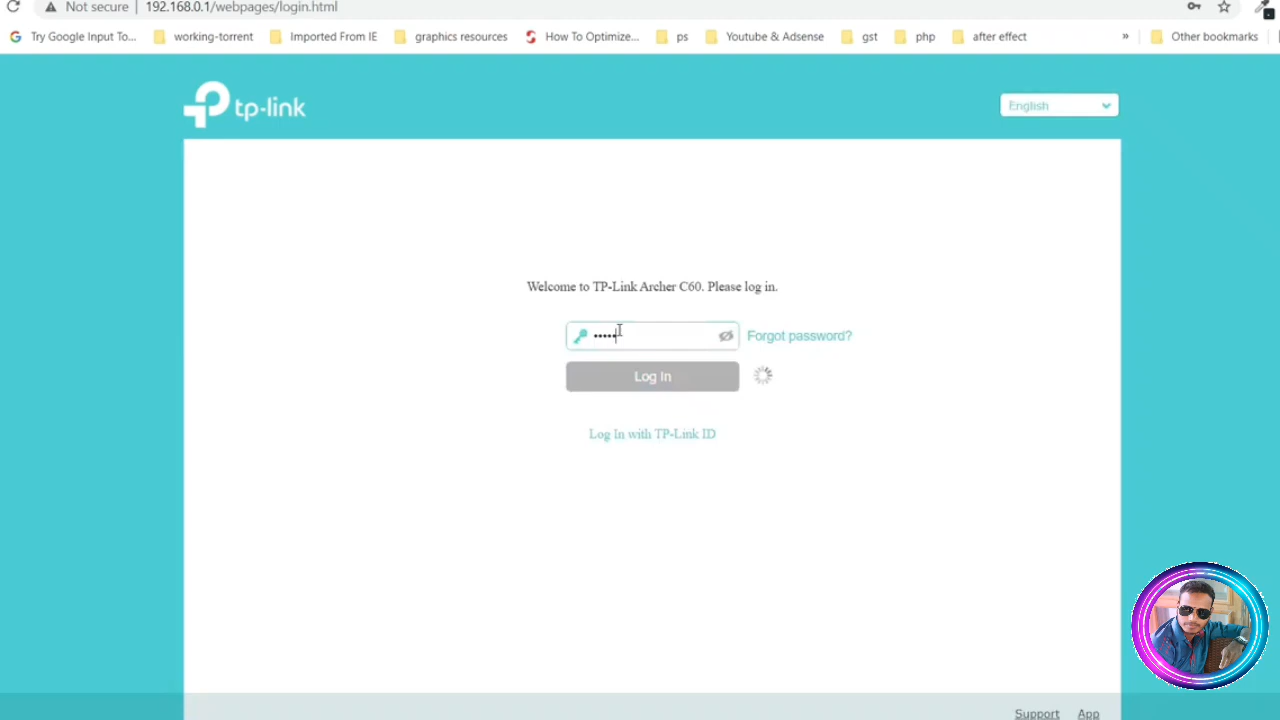 Not secure 192.168.0.1/webpages/login.html
Try Google Input To... working-torrent Imported From IE graphics resources How To Optimize... ps Youtube & Adsense gst php after effect » Other bookmarks
tp-link
English
Welcome to TP-Link Archer C60. Please log in.
••••• Forgot password?
Log In
Log In with TP-Link ID
Support App